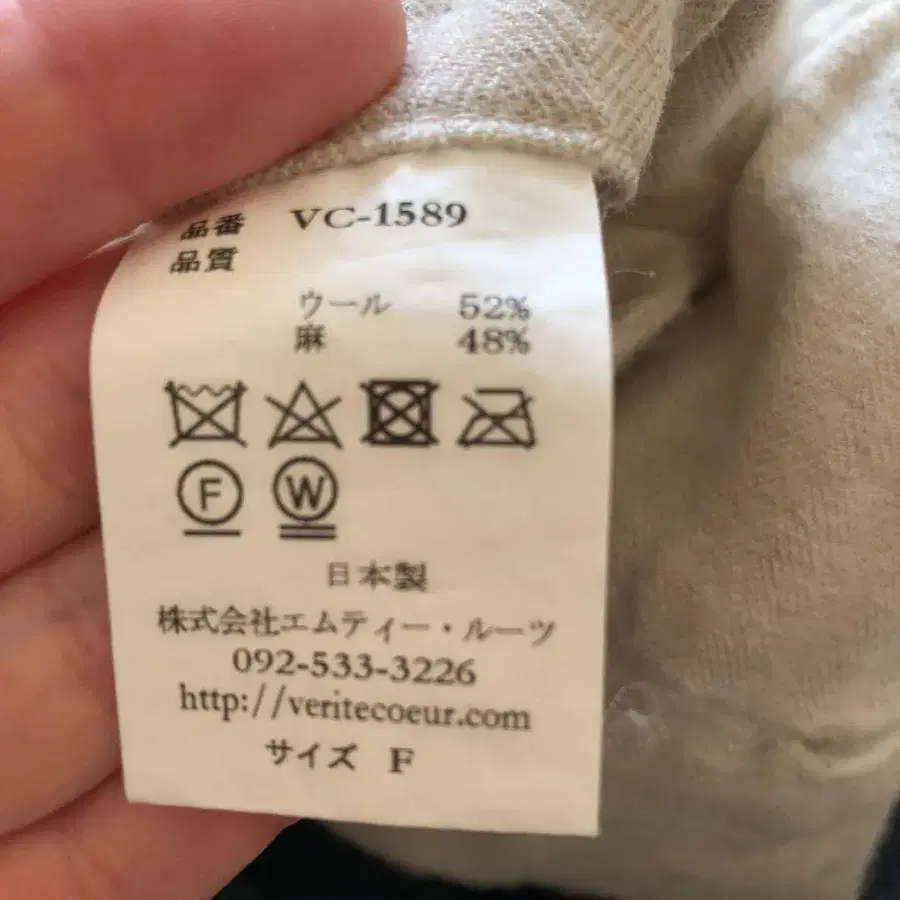 品番 VC-1589
品質
ウール 52%
麻 48%
F W
日本製
株式会社エムティー・ルーツ
092-533-3226
http://veritecoeur.com
サイズ F